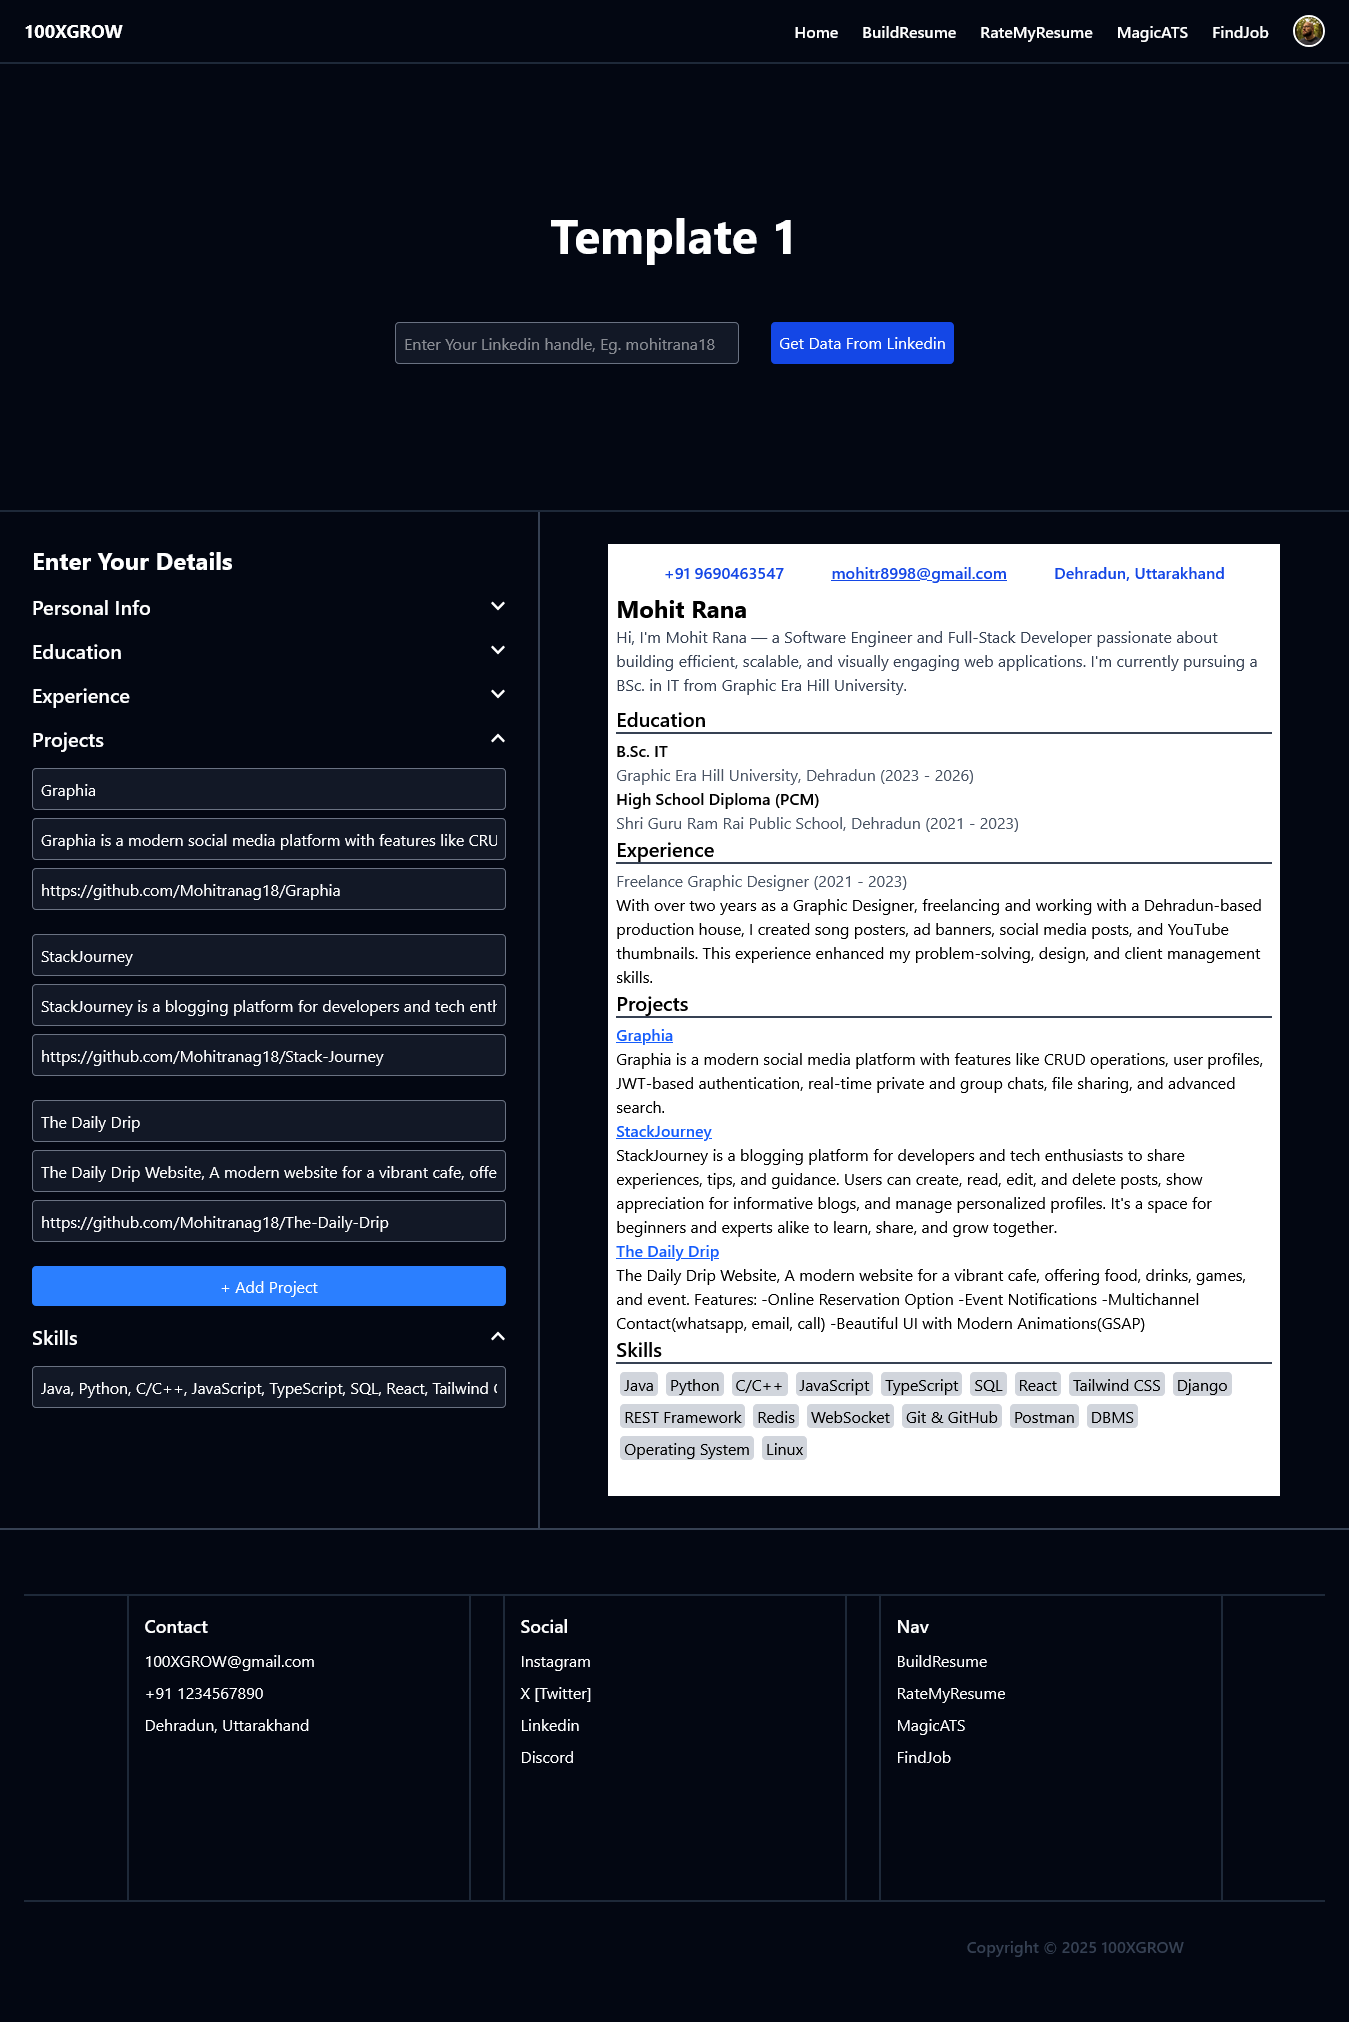 100XGROW
Home BuildResume RateMyResume MagicATS FindJob
Template 1
Enter Your Linkedin handle, Eg. mohitrana18
Get Data From Linkedin
Enter Your Details
Personal Info
Education
Experience
Projects
Graphia
Graphia is a modern social media platform with features like CRU
https://github.com/Mohitranag18/Graphia
StackJourney
StackJourney is a blogging platform for developers and tech enth
https://github.com/Mohitranag18/Stack-Journey
The Daily Drip
The Daily Drip Website, A modern website for a vibrant cafe, offe
https://github.com/Mohitranag18/The-Daily-Drip
+ Add Project
Skills
Java, Python, C/C++, JavaScript, TypeScript, SQL, React, Tailwind C
+91 9690463547 mohitr8998@gmail.com Dehradun, Uttarakhand
Mohit Rana
Hi, I'm Mohit Rana — a Software Engineer and Full-Stack Developer passionate about
building efficient, scalable, and visually engaging web applications. I'm currently pursuing a
BSc. in IT from Graphic Era Hill University.
Education
B.Sc. IT
Graphic Era Hill University, Dehradun (2023 - 2026)
High School Diploma (PCM)
Shri Guru Ram Rai Public School, Dehradun (2021 - 2023)
Experience
Freelance Graphic Designer (2021 - 2023)
With over two years as a Graphic Designer, freelancing and working with a Dehradun-based
production house, I created song posters, ad banners, social media posts, and YouTube
thumbnails. This experience enhanced my problem-solving, design, and client management
skills.
Projects
Graphia
Graphia is a modern social media platform with features like CRUD operations, user profiles,
JWT-based authentication, real-time private and group chats, file sharing, and advanced
search.
StackJourney
StackJourney is a blogging platform for developers and tech enthusiasts to share
experiences, tips, and guidance. Users can create, read, edit, and delete posts, show
appreciation for informative blogs, and manage personalized profiles. It's a space for
beginners and experts alike to learn, share, and grow together.
The Daily Drip
The Daily Drip Website, A modern website for a vibrant cafe, offering food, drinks, games,
and event. Features: -Online Reservation Option -Event Notifications -Multichannel
Contact(whatsapp, email, call) -Beautiful UI with Modern Animations(GSAP)
Skills
Java Python C/C++ JavaScript TypeScript SQL React Tailwind CSS Django
REST Framework Redis WebSocket Git & GitHub Postman DBMS
Operating System Linux
Contact
100XGROW@gmail.com
+91 1234567890
Dehradun, Uttarakhand
Social
Instagram
X [Twitter]
Linkedin
Discord
Nav
BuildResume
RateMyResume
MagicATS
FindJob
Copyright © 2025 100XGROW